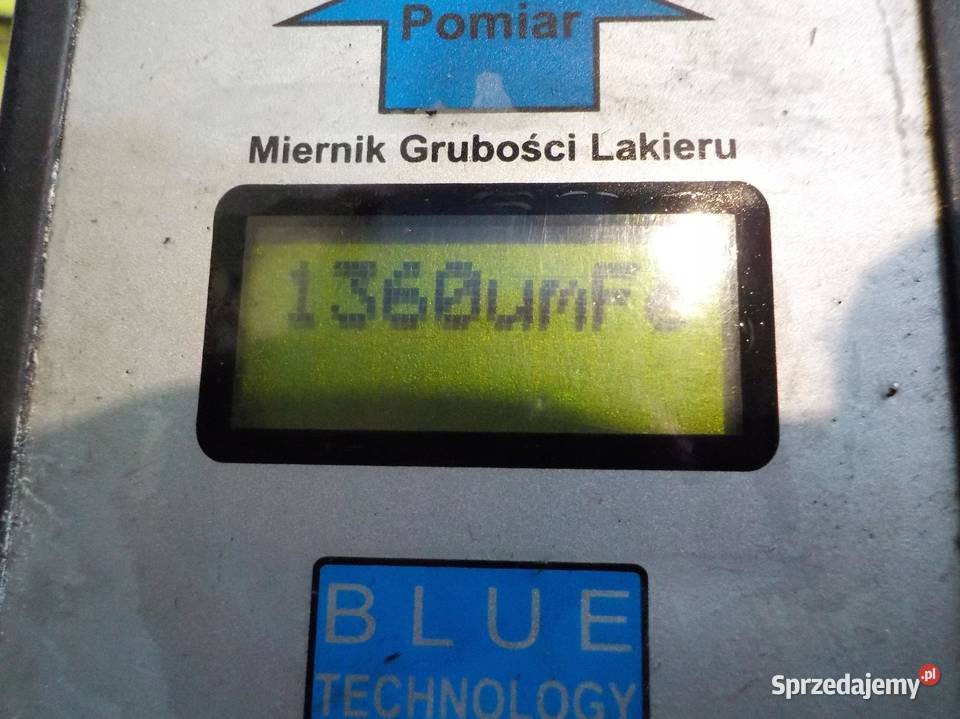 Pomiar
Miernik Grubości Lakieru
1360umFe
BLUE
TECHNOLOGY
Sprzedajemy.pl